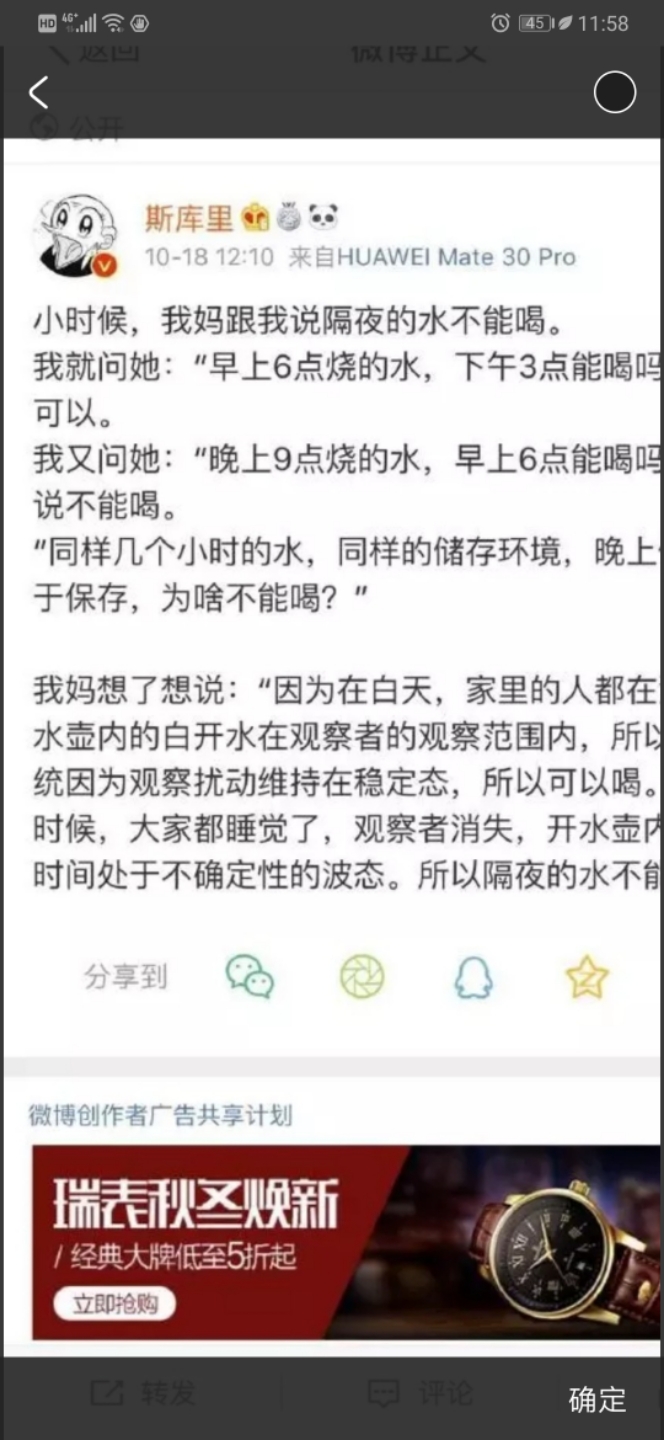 HD 4G+ 45 11:58
返回 微博正文
公开
斯库里
10-18 12:10 来自HUAWEI Mate 30 Pro
小时候，我妈跟我说隔夜的水不能喝。
我就问她：“早上6点烧的水，下午3点能喝吗
可以。
我又问她：“晚上9点烧的水，早上6点能喝吗
说不能喝。
“同样几个小时的水，同样的储存环境，晚上
于保存，为啥不能喝？”
我妈想了想说：“因为在白天，家里的人都在
水壶内的白开水在观察者的观察范围内，所以
统因为观察扰动维持在稳定态，所以可以喝。
时候，大家都睡觉了，观察者消失，开水壶内
时间处于不确定性的波态。所以隔夜的水不能
分享到
微博创作者广告共享计划
瑞表秋冬焕新
/ 经典大牌低至5折起
立即抢购
转发 评论
确定